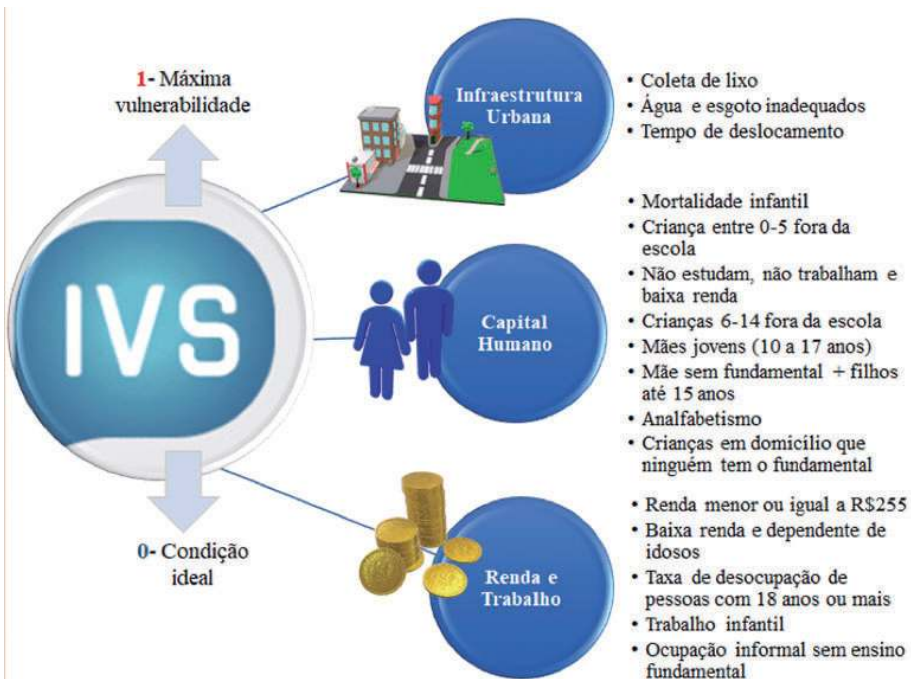 1- Máxima
vulnerabilidade
IVS
0- Condição
ideal
Infraestrutura
Urbana
• Coleta de lixo
• Água e esgoto inadequados
• Tempo de deslocamento
Capital
Humano
• Mortalidade infantil
• Criança entre 0-5 fora da
escola
• Não estudam, não trabalham e
baixa renda
• Crianças 6-14 fora da escola
• Mães jovens (10 a 17 anos)
• Mãe sem fundamental + filhos
até 15 anos
• Analfabetismo
• Crianças em domicílio que
ninguém tem o fundamental
Renda e
Trabalho
• Renda menor ou igual a R$255
• Baixa renda e dependente de
idosos
• Taxa de desocupação de
pessoas com 18 anos ou mais
• Trabalho infantil
• Ocupação informal sem ensino
fundamental